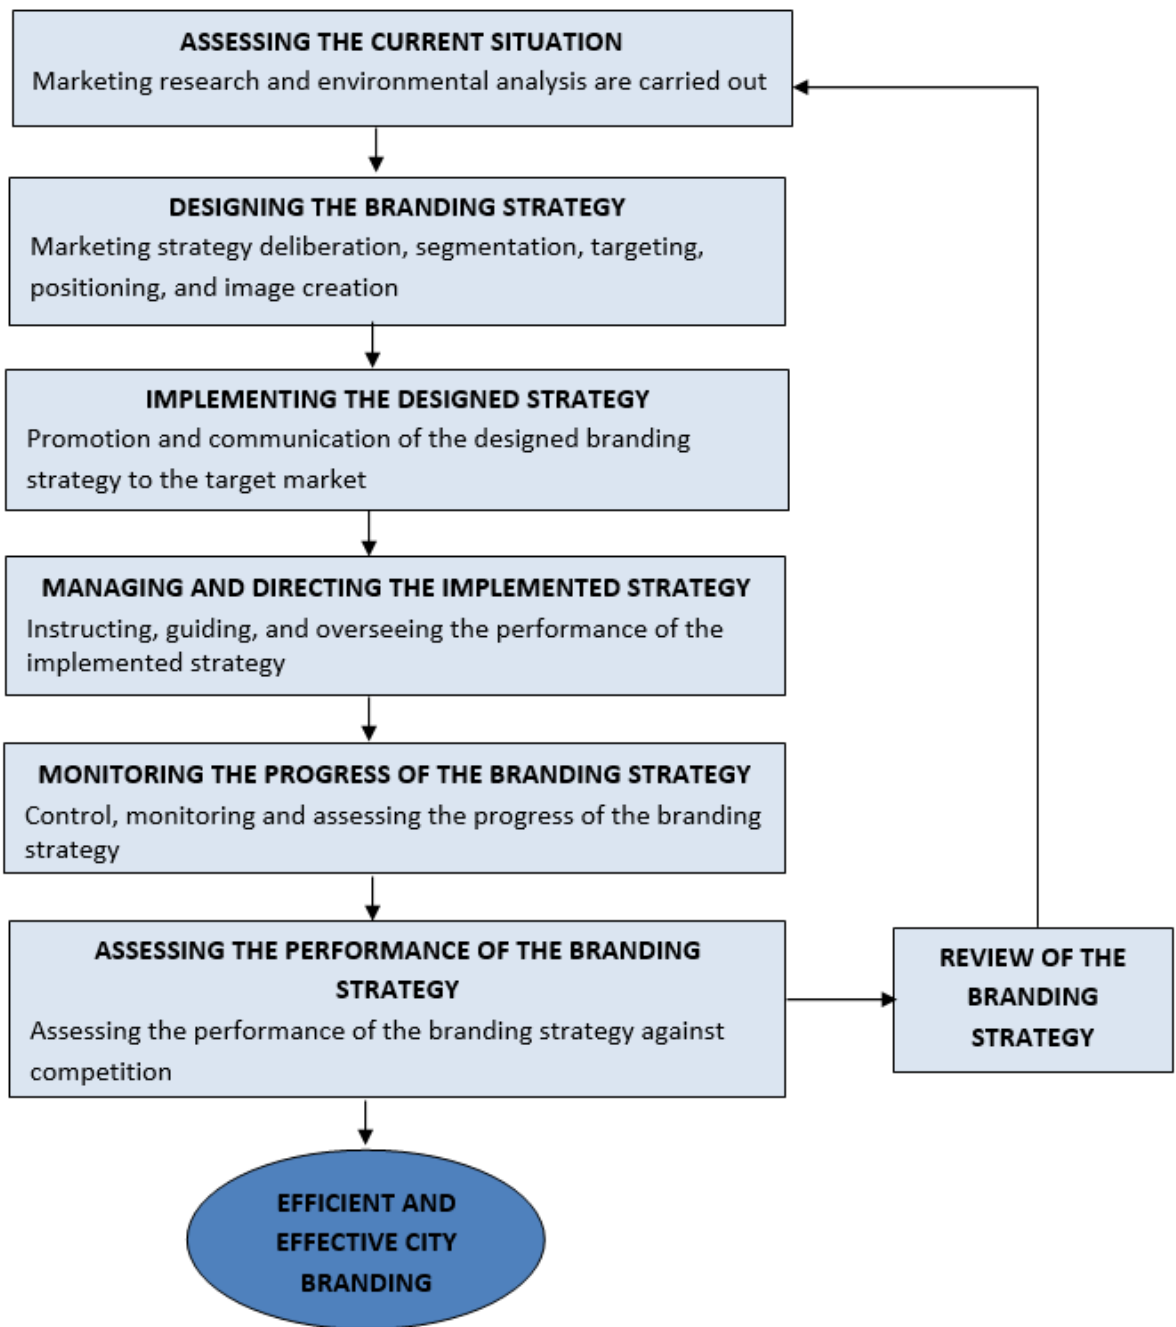 ASSESSING THE CURRENT SITUATION
Marketing research and environmental analysis are carried out
DESIGNING THE BRANDING STRATEGY
Marketing strategy deliberation, segmentation, targeting,
positioning, and image creation
IMPLEMENTING THE DESIGNED STRATEGY
Promotion and communication of the designed branding
strategy to the target market
MANAGING AND DIRECTING THE IMPLEMENTED STRATEGY
Instructing, guiding, and overseeing the performance of the
implemented strategy
MONITORING THE PROGRESS OF THE BRANDING STRATEGY
Control, monitoring and assessing the progress of the branding
strategy
ASSESSING THE PERFORMANCE OF THE BRANDING
STRATEGY
Assessing the performance of the branding strategy against
competition
REVIEW OF THE
BRANDING
STRATEGY
EFFICIENT AND
EFFECTIVE CITY
BRANDING